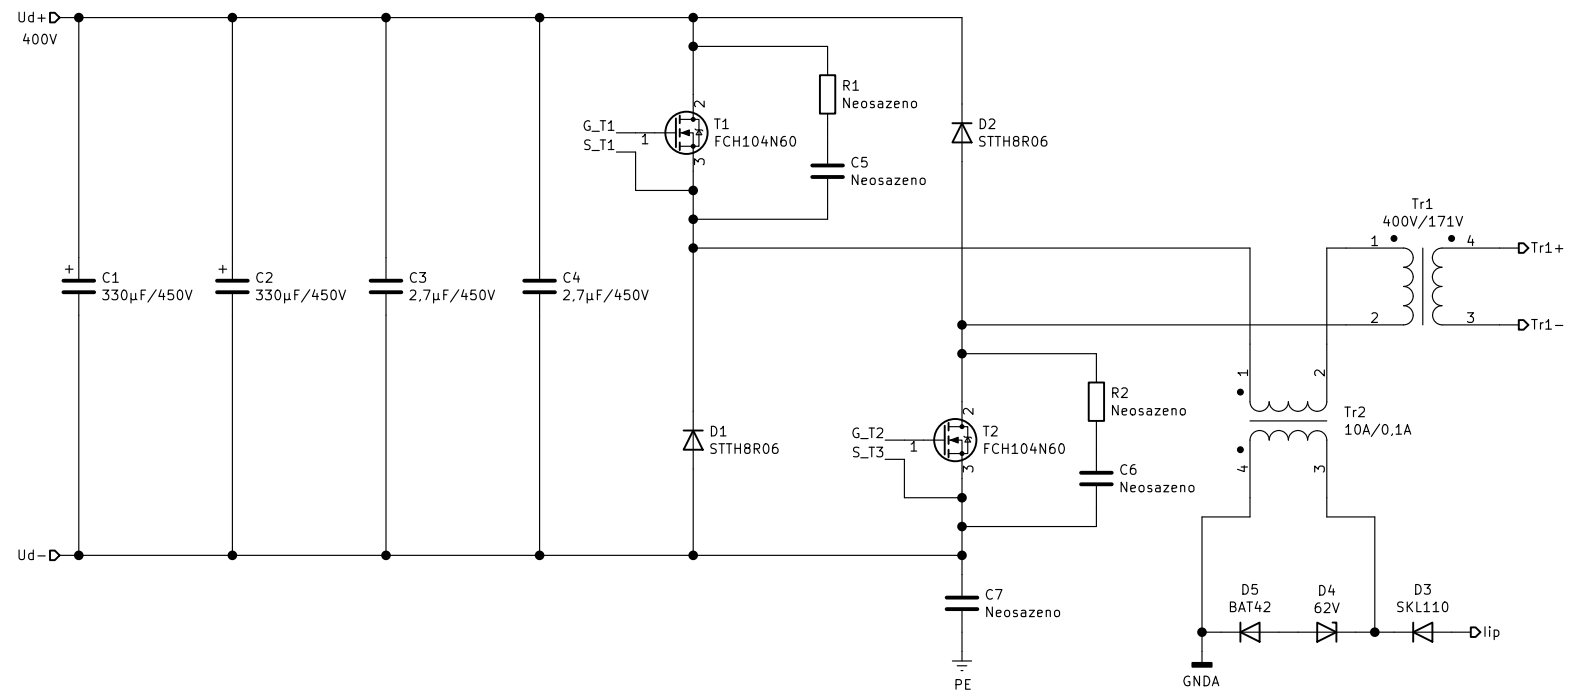 Ud+
400V
C1
330µF/450V
C2
330µF/450V
C3
2,7µF/450V
C4
2,7µF/450V
Ud-
G_T1
S_T1
1
2
3
T1
FCH104N60
R1
Neosazeno
C5
Neosazeno
D1
STTH8R06
D2
STTH8R06
G_T2
S_T3
1
2
3
T2
FCH104N60
R2
Neosazeno
C6
Neosazeno
C7
Neosazeno
PE
Tr1
400V/171V
1
4
2
3
Tr1+
Tr1-
1
2
Tr2
10A/0,1A
4
3
D5
BAT42
D4
62V
D3
SKL110
Iip
GNDA